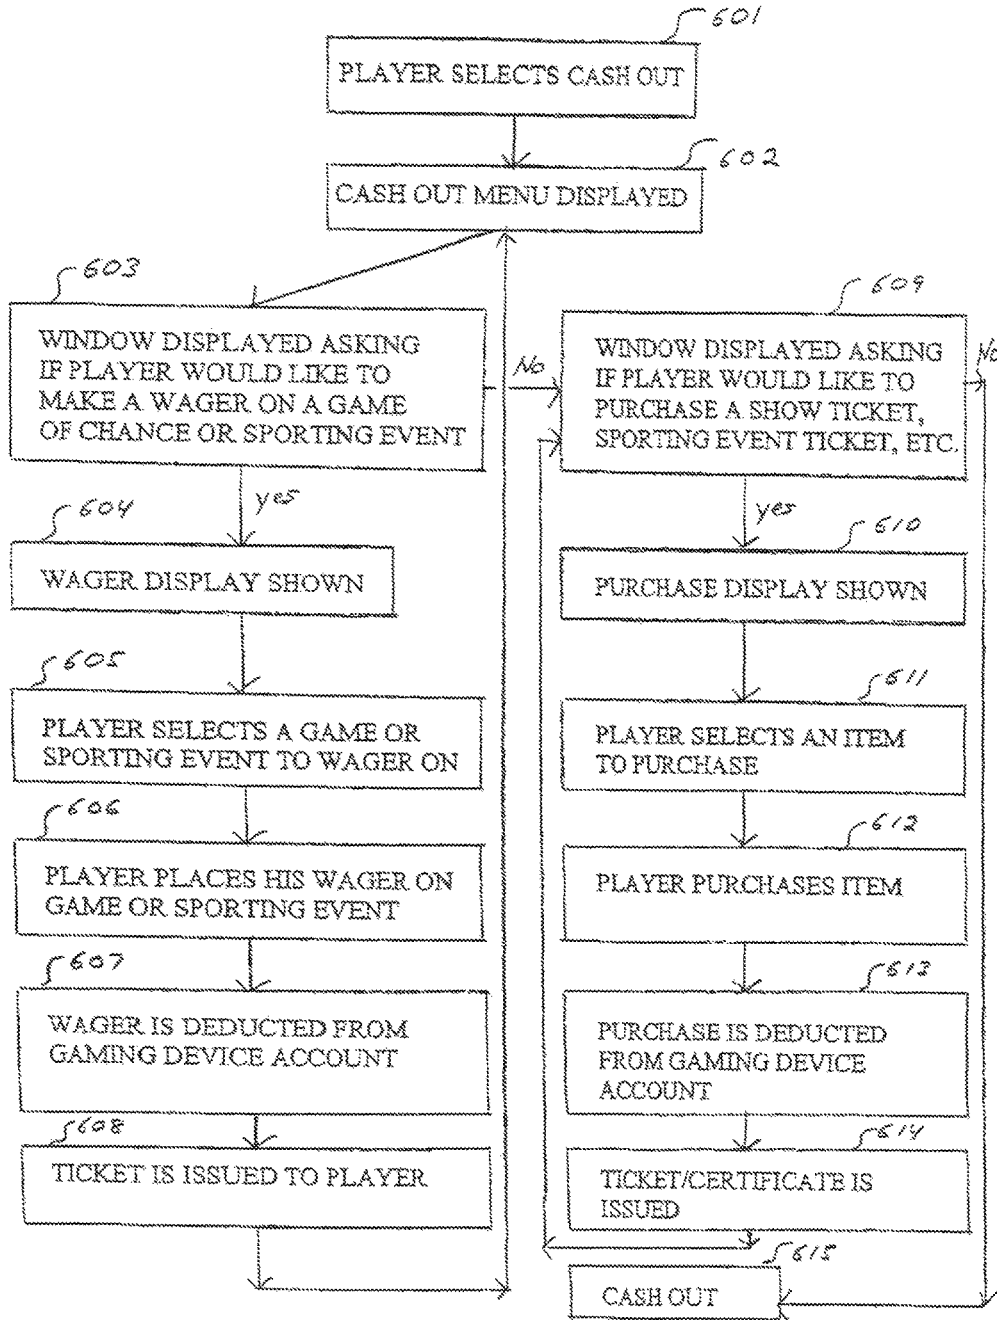 601
PLAYER SELECTS CASH OUT
602
CASH OUT MENU DISPLAYED
603
WINDOW DISPLAYED ASKING
IF PLAYER WOULD LIKE TO
MAKE A WAGER ON A GAME
OF CHANCE OR SPORTING EVENT
No
yes
604
WAGER DISPLAY SHOWN
605
PLAYER SELECTS A GAME OR
SPORTING EVENT TO WAGER ON
606
PLAYER PLACES HIS WAGER ON
GAME OR SPORTING EVENT
607
WAGER IS DEDUCTED FROM
GAMING DEVICE ACCOUNT
608
TICKET IS ISSUED TO PLAYER
609
WINDOW DISPLAYED ASKING
IF PLAYER WOULD LIKE TO
PURCHASE A SHOW TICKET,
SPORTING EVENT TICKET, ETC.
No
yes
610
PURCHASE DISPLAY SHOWN
611
PLAYER SELECTS AN ITEM
TO PURCHASE
612
PLAYER PURCHASES ITEM
613
PURCHASE IS DEDUCTED
FROM GAMING DEVICE
ACCOUNT
614
TICKET/CERTIFICATE IS
ISSUED
615
CASH OUT